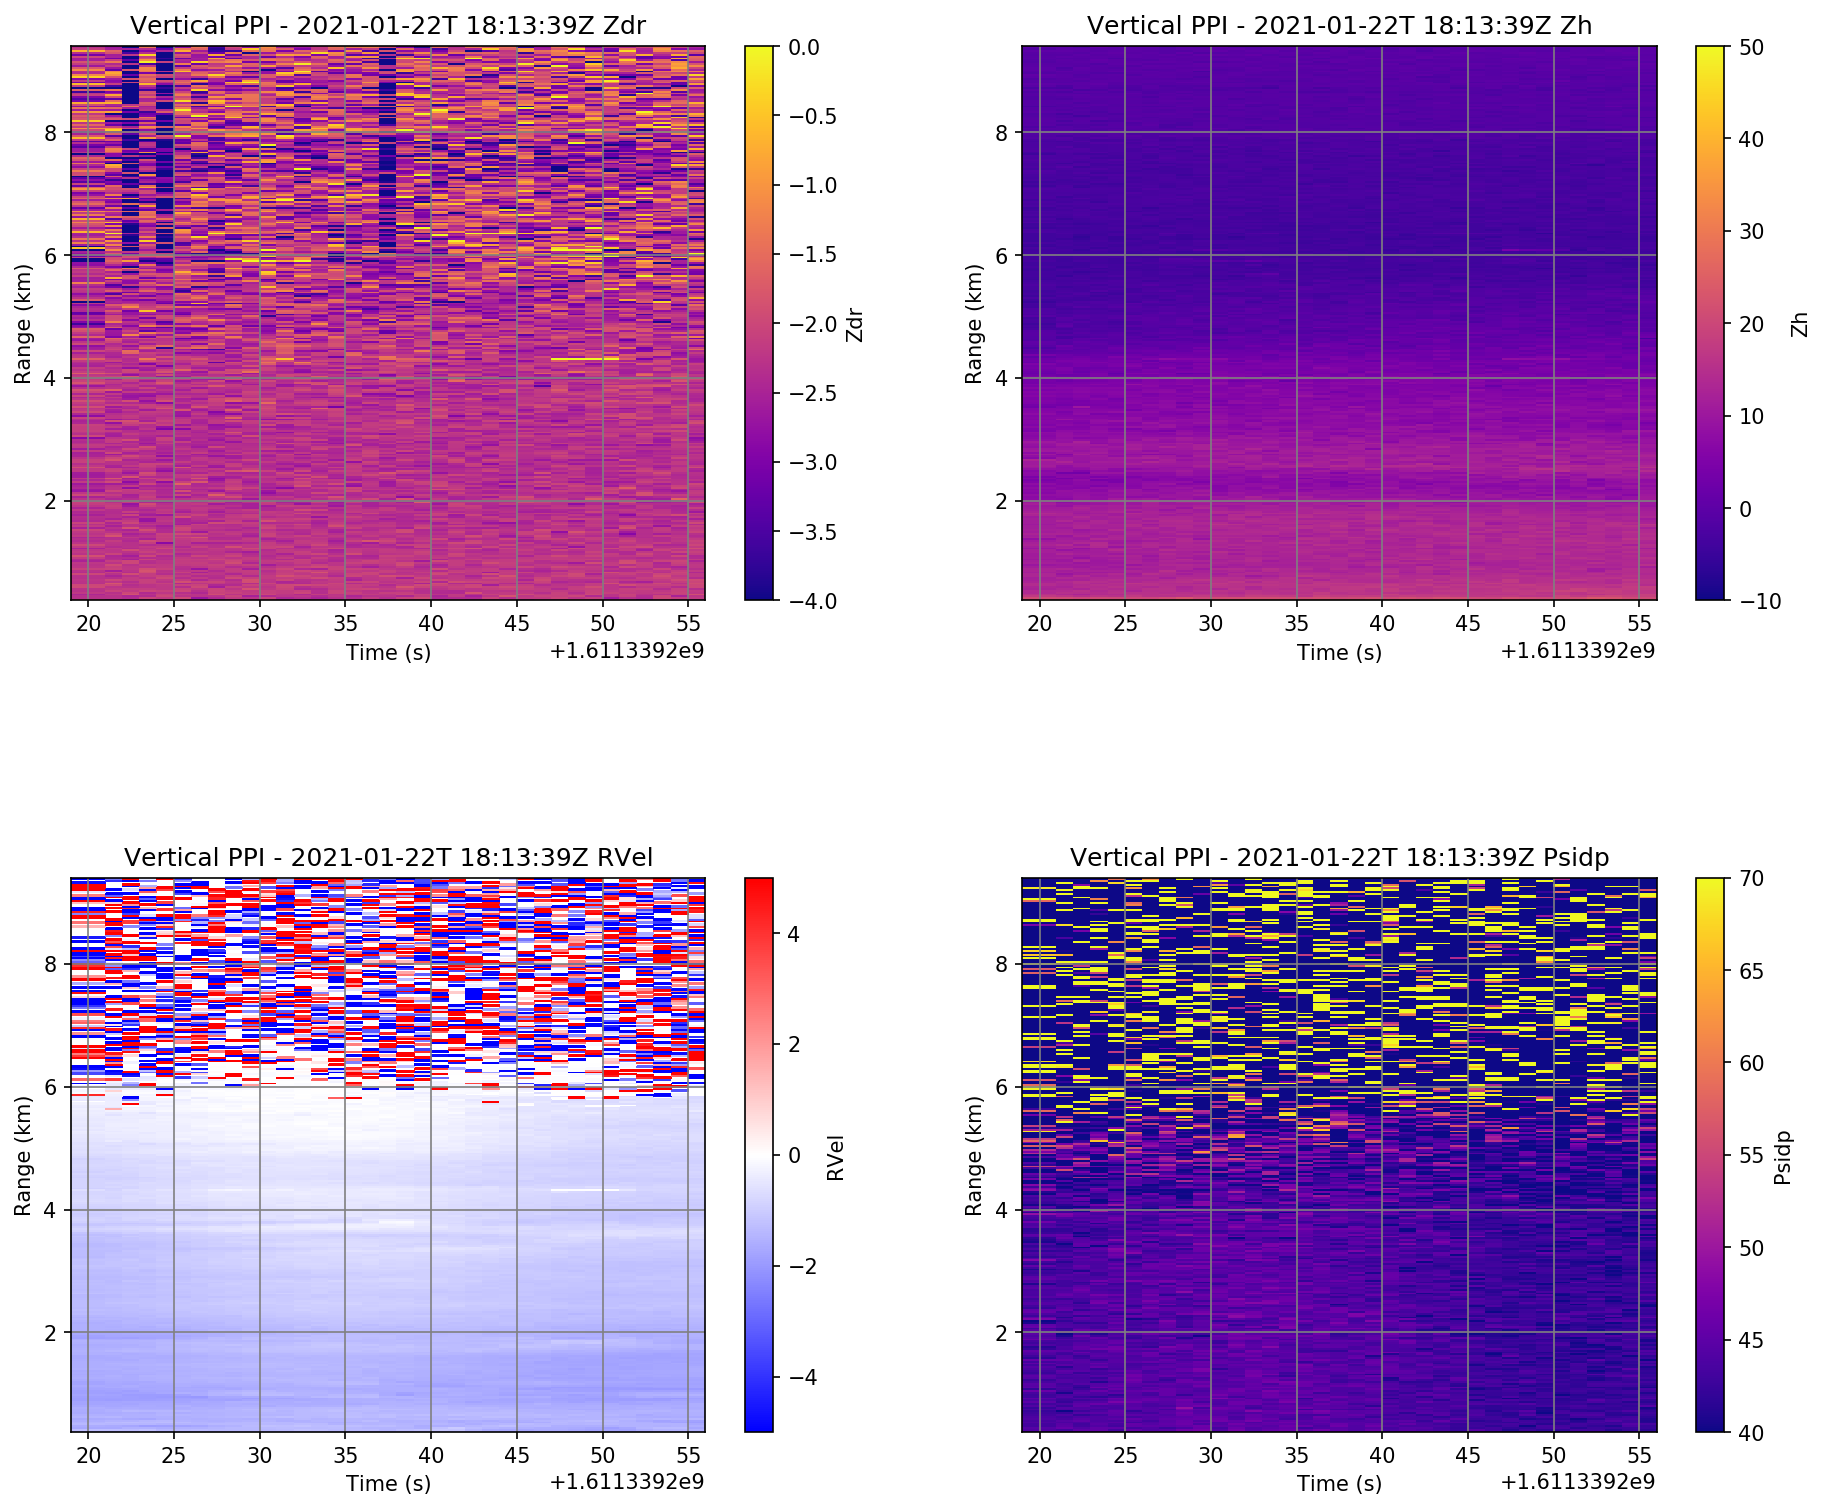 Vertical PPI - 2021-01-22T 18:13:39Z Zdr
Range (km)
8
6
4
2
20 25 30 35 40 45 50 55
Time (s)
+1.6113392e9
0.0
−0.5
−1.0
−1.5
−2.0
−2.5
−3.0
−3.5
−4.0
Zdr
Vertical PPI - 2021-01-22T 18:13:39Z Zh
Range (km)
8
6
4
2
20 25 30 35 40 45 50 55
Time (s)
+1.6113392e9
50
40
30
20
10
0
−10
Zh
Vertical PPI - 2021-01-22T 18:13:39Z RVel
Range (km)
8
6
4
2
20 25 30 35 40 45 50 55
Time (s)
+1.6113392e9
4
2
0
−2
−4
RVel
Vertical PPI - 2021-01-22T 18:13:39Z Psidp
Range (km)
8
6
4
2
20 25 30 35 40 45 50 55
Time (s)
+1.6113392e9
70
65
60
55
50
45
40
Psidp